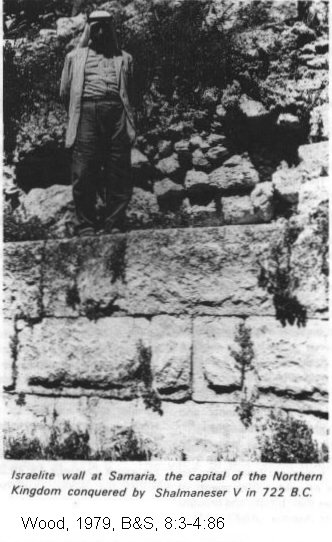 Israelite wall at Samaria, the capital of the Northern
Kingdom conquered by Shalmaneser V in 722 B.C.
Wood, 1979, B&S, 8:3-4:86